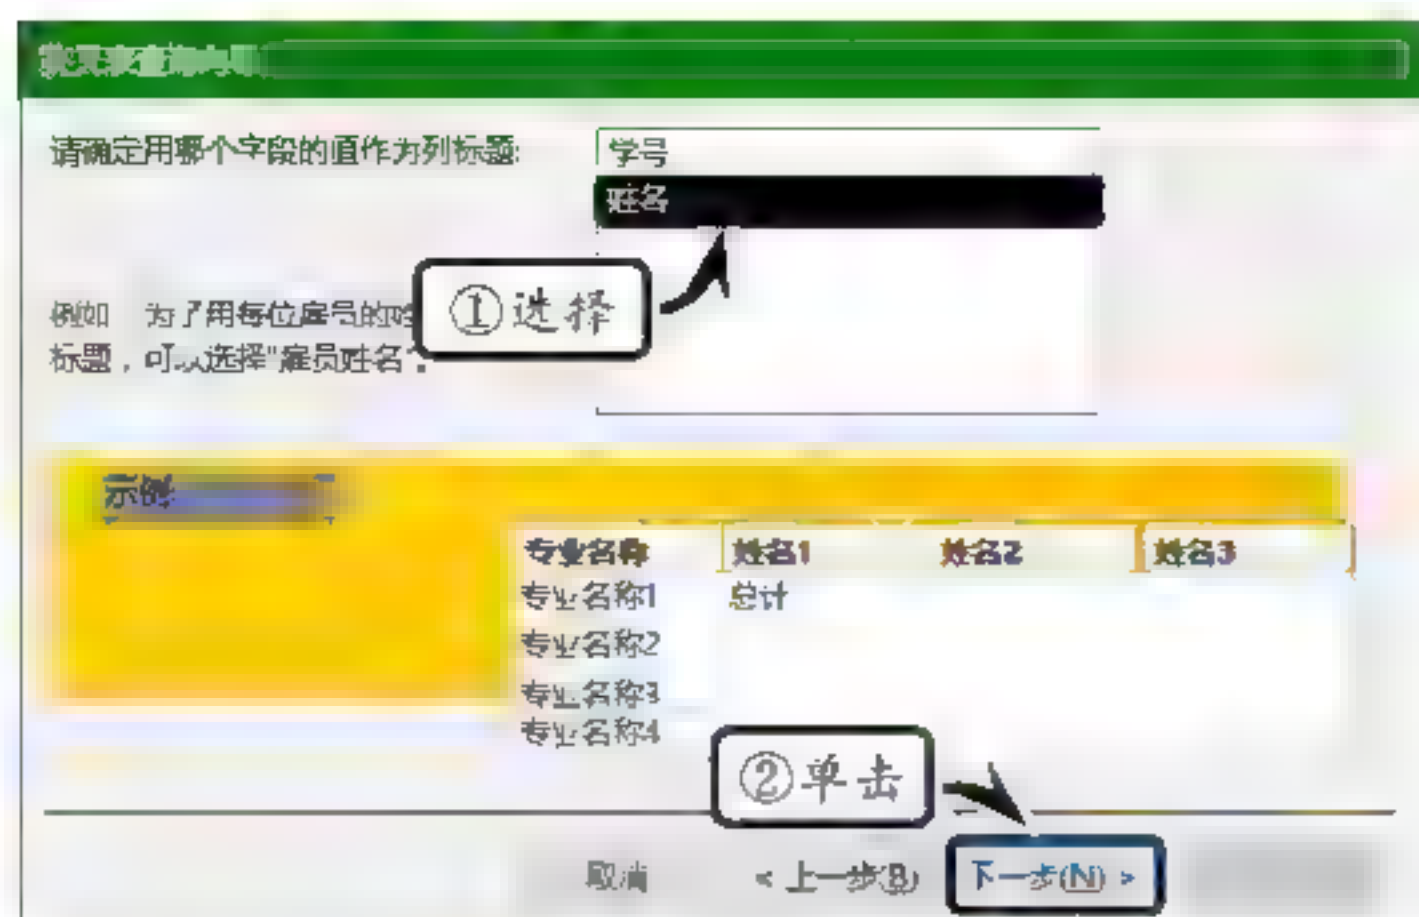 请确定用哪个字段的值作为列标题:
学号
姓名
①选择
例如 为了用每位雇员的姓
标题，可以选择"雇员姓名"。
示例
专业名称 姓名1 姓名2 姓名3
专业名称1 总计
专业名称2
专业名称3
专业名称4
②单击
取消 < 上一步(B) 下一步(N) >